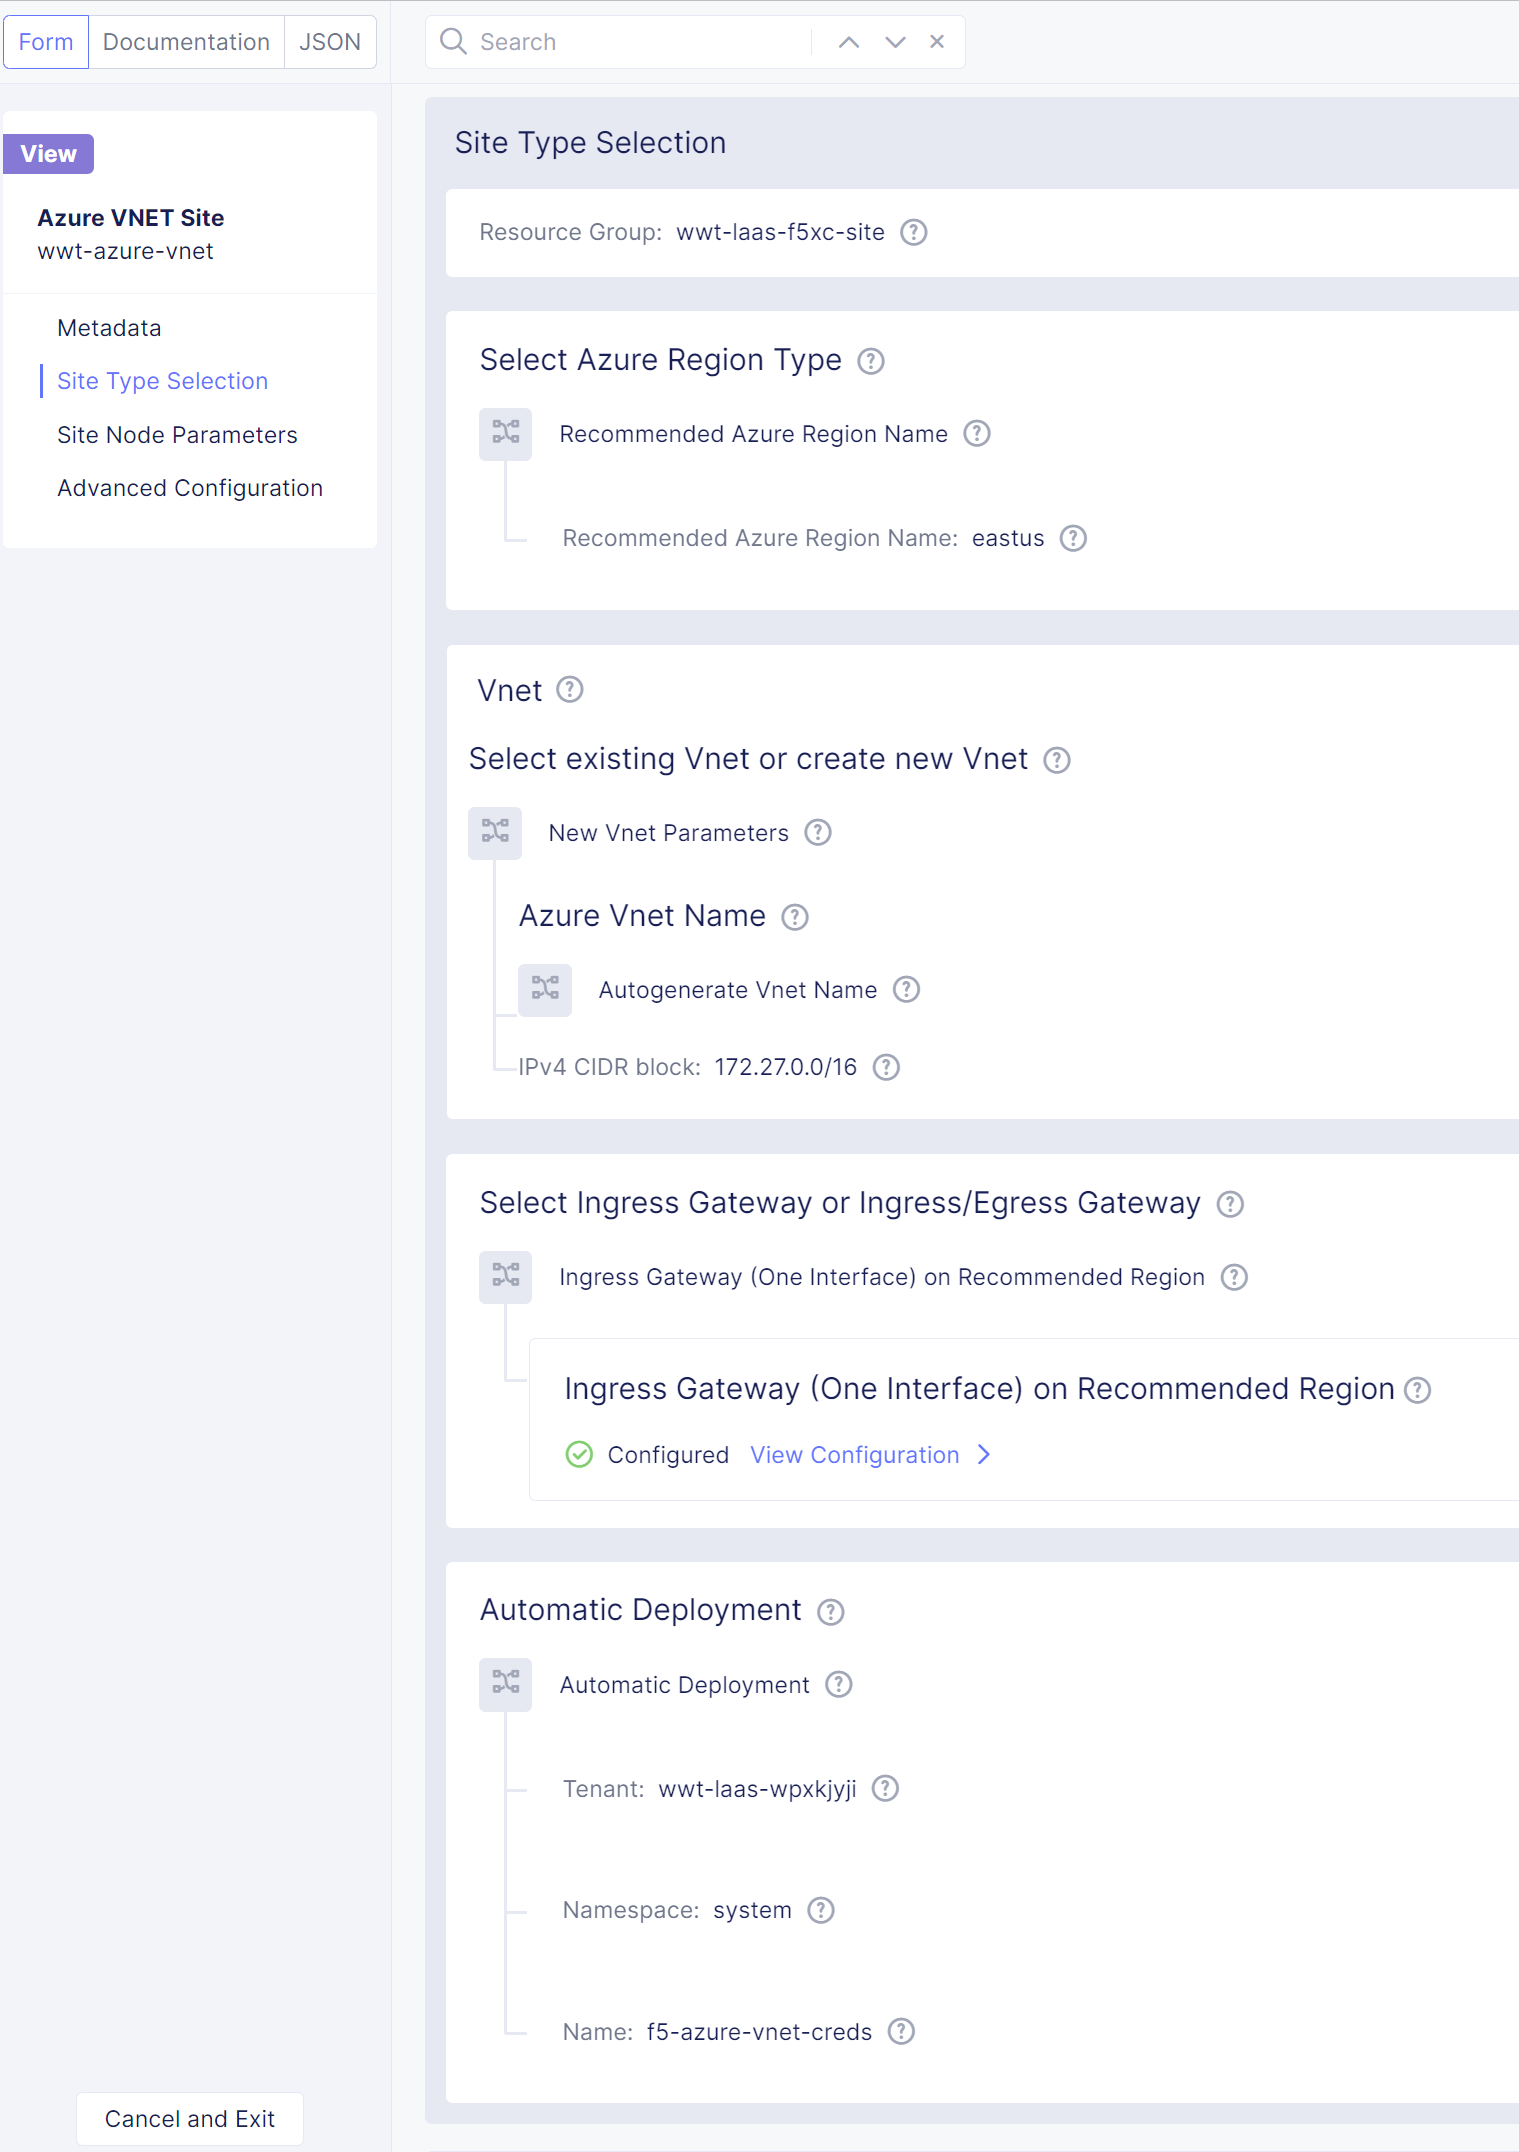 Form Documentation JSON
Search
View
Azure VNET Site
wwt-azure-vnet
Metadata
Site Type Selection
Site Node Parameters
Advanced Configuration
Cancel and Exit
Site Type Selection
Resource Group: wwt-laas-f5xc-site
Select Azure Region Type
Recommended Azure Region Name
Recommended Azure Region Name: eastus
Vnet
Select existing Vnet or create new Vnet
New Vnet Parameters
Azure Vnet Name
Autogenerate Vnet Name
IPv4 CIDR block: 172.27.0.0/16
Select Ingress Gateway or Ingress/Egress Gateway
Ingress Gateway (One Interface) on Recommended Region
Ingress Gateway (One Interface) on Recommended Region
Configured View Configuration
Automatic Deployment
Automatic Deployment
Tenant: wwt-laas-wpxkjyji
Namespace: system
Name: f5-azure-vnet-creds